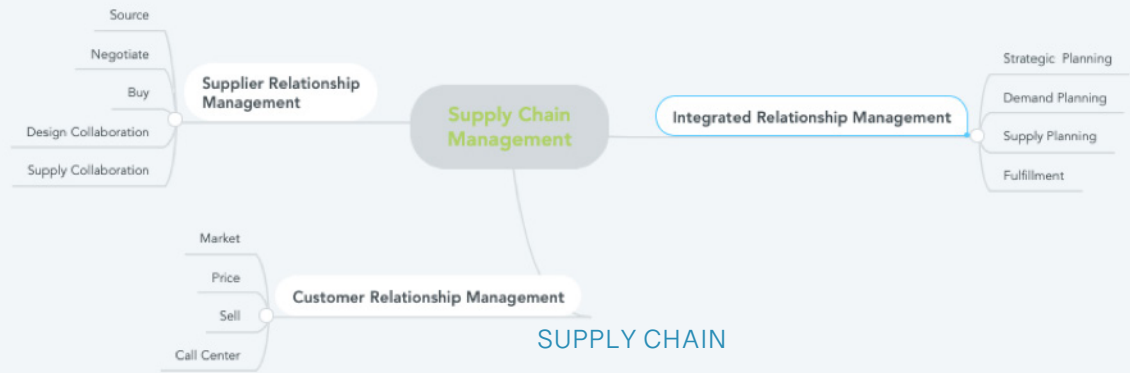 Supply Chain
Management
Supplier Relationship
Management
Source
Negotiate
Buy
Design Collaboration
Supply Collaboration
Integrated Relationship Management
Strategic Planning
Demand Planning
Supply Planning
Fulfillment
Customer Relationship Management
Market
Price
Sell
Call Center
SUPPLY CHAIN